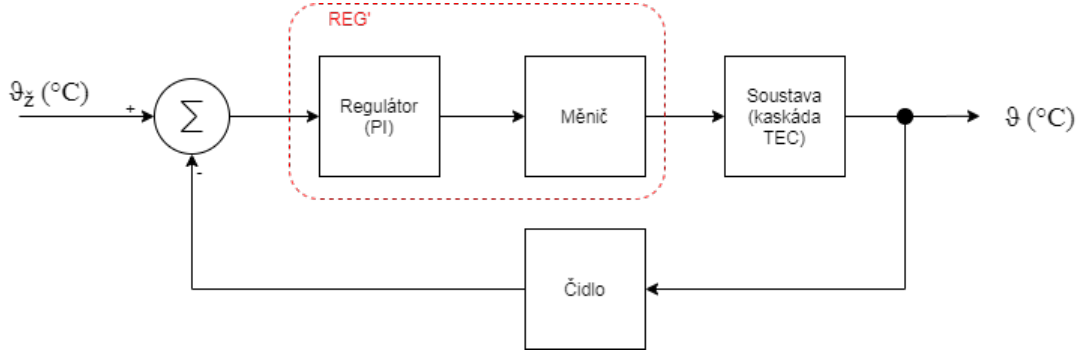 REG'
ϑž (°C)
+
Σ
-
Regulátor
(PI)
Měnič
Soustava
(kaskáda
TEC)
ϑ (°C)
Čidlo